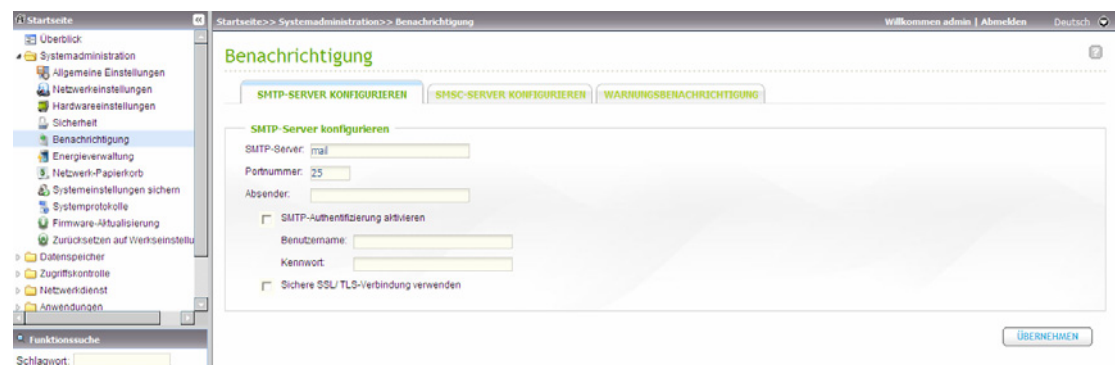 Startseite
Startseite>> Systemadministration>> Benachrichtigung
Willkommen admin | Abmelden
Deutsch
Überblick
Systemadministration
Allgemeine Einstellungen
Netzwerkeinstellungen
Hardwareeinstellungen
Sicherheit
Benachrichtigung
Energieverwaltung
Netzwerk-Papierkorb
Systemeinstellungen sichern
Systemprotokolle
Firmware-Aktualisierung
Zurücksetzen auf Werkseinstellu
Datenspeicher
Zugriffskontrolle
Netzwerkdienst
Anwendungen
Funktionssuche
Schlagwort:
Benachrichtigung
SMTP-SERVER KONFIGURIEREN
SMSC-SERVER KONFIGURIEREN
WARNUNGSBENACHRICHTIGUNG
SMTP-Server konfigurieren
SMTP-Server: mail
Portnummer: 25
Absender:
SMTP-Authentifizierung aktivieren
Benutzername:
Kennwort:
Sichere SSL/ TLS-Verbindung verwenden
ÜBERNEHMEN